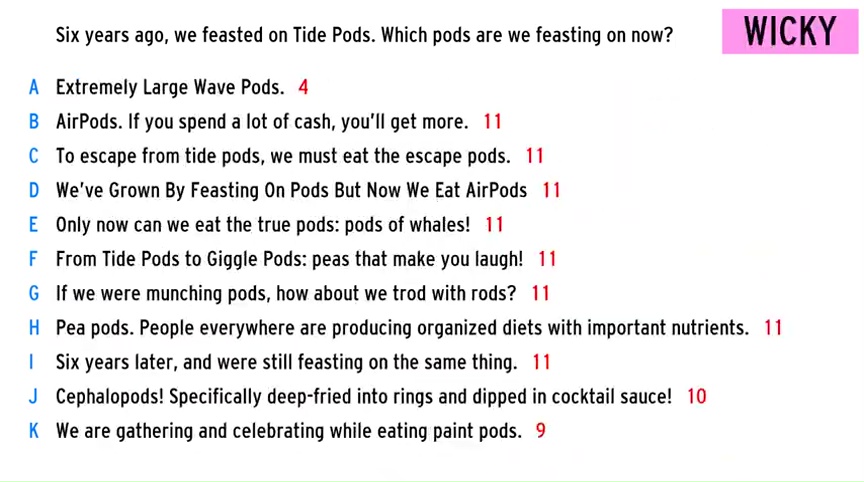 Six years ago, we feasted on Tide Pods. Which pods are we feasting on now?
WICKY
A Extremely Large Wave Pods. 4
B AirPods. If you spend a lot of cash, you'll get more. 11
C To escape from tide pods, we must eat the escape pods. 11
D We've Grown By Feasting On Pods But Now We Eat AirPods 11
E Only now can we eat the true pods: pods of whales! 11
F From Tide Pods to Giggle Pods: peas that make you laugh! 11
G If we were munching pods, how about we trod with rods? 11
H Pea pods. People everywhere are producing organized diets with important nutrients. 11
I Six years later, and were still feasting on the same thing. 11
J Cephalopods! Specifically deep-fried into rings and dipped in cocktail sauce! 10
K We are gathering and celebrating while eating paint pods. 9